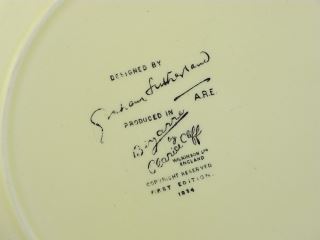 DESIGNED BY
Graham Sutherland
A.R.E.
PRODUCED IN
Bizarre
by
Clarice Cliff
WILKINSON LTD
ENGLAND
COPYRIGHT RESERVED
FIRST EDITION.
1934